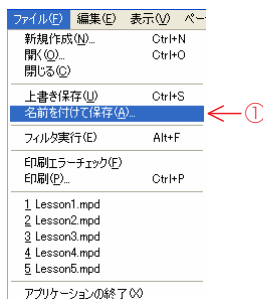 ファイル(F) 編集(E) 表示(V) ペー
新規作成(N)... Ctrl+N
開く(O)... Ctrl+O
閉じる(C)
上書き保存(U) Ctrl+S
名前を付けて保存(A)... ①
フィルタ実行(E) Alt+F
印刷エラーチェック(F)
印刷(P)... Ctrl+P
1 Lesson1.mpd
2 Lesson2.mpd
3 Lesson3.mpd
4 Lesson4.mpd
5 Lesson5.mpd
アプリケーションの終了(X)